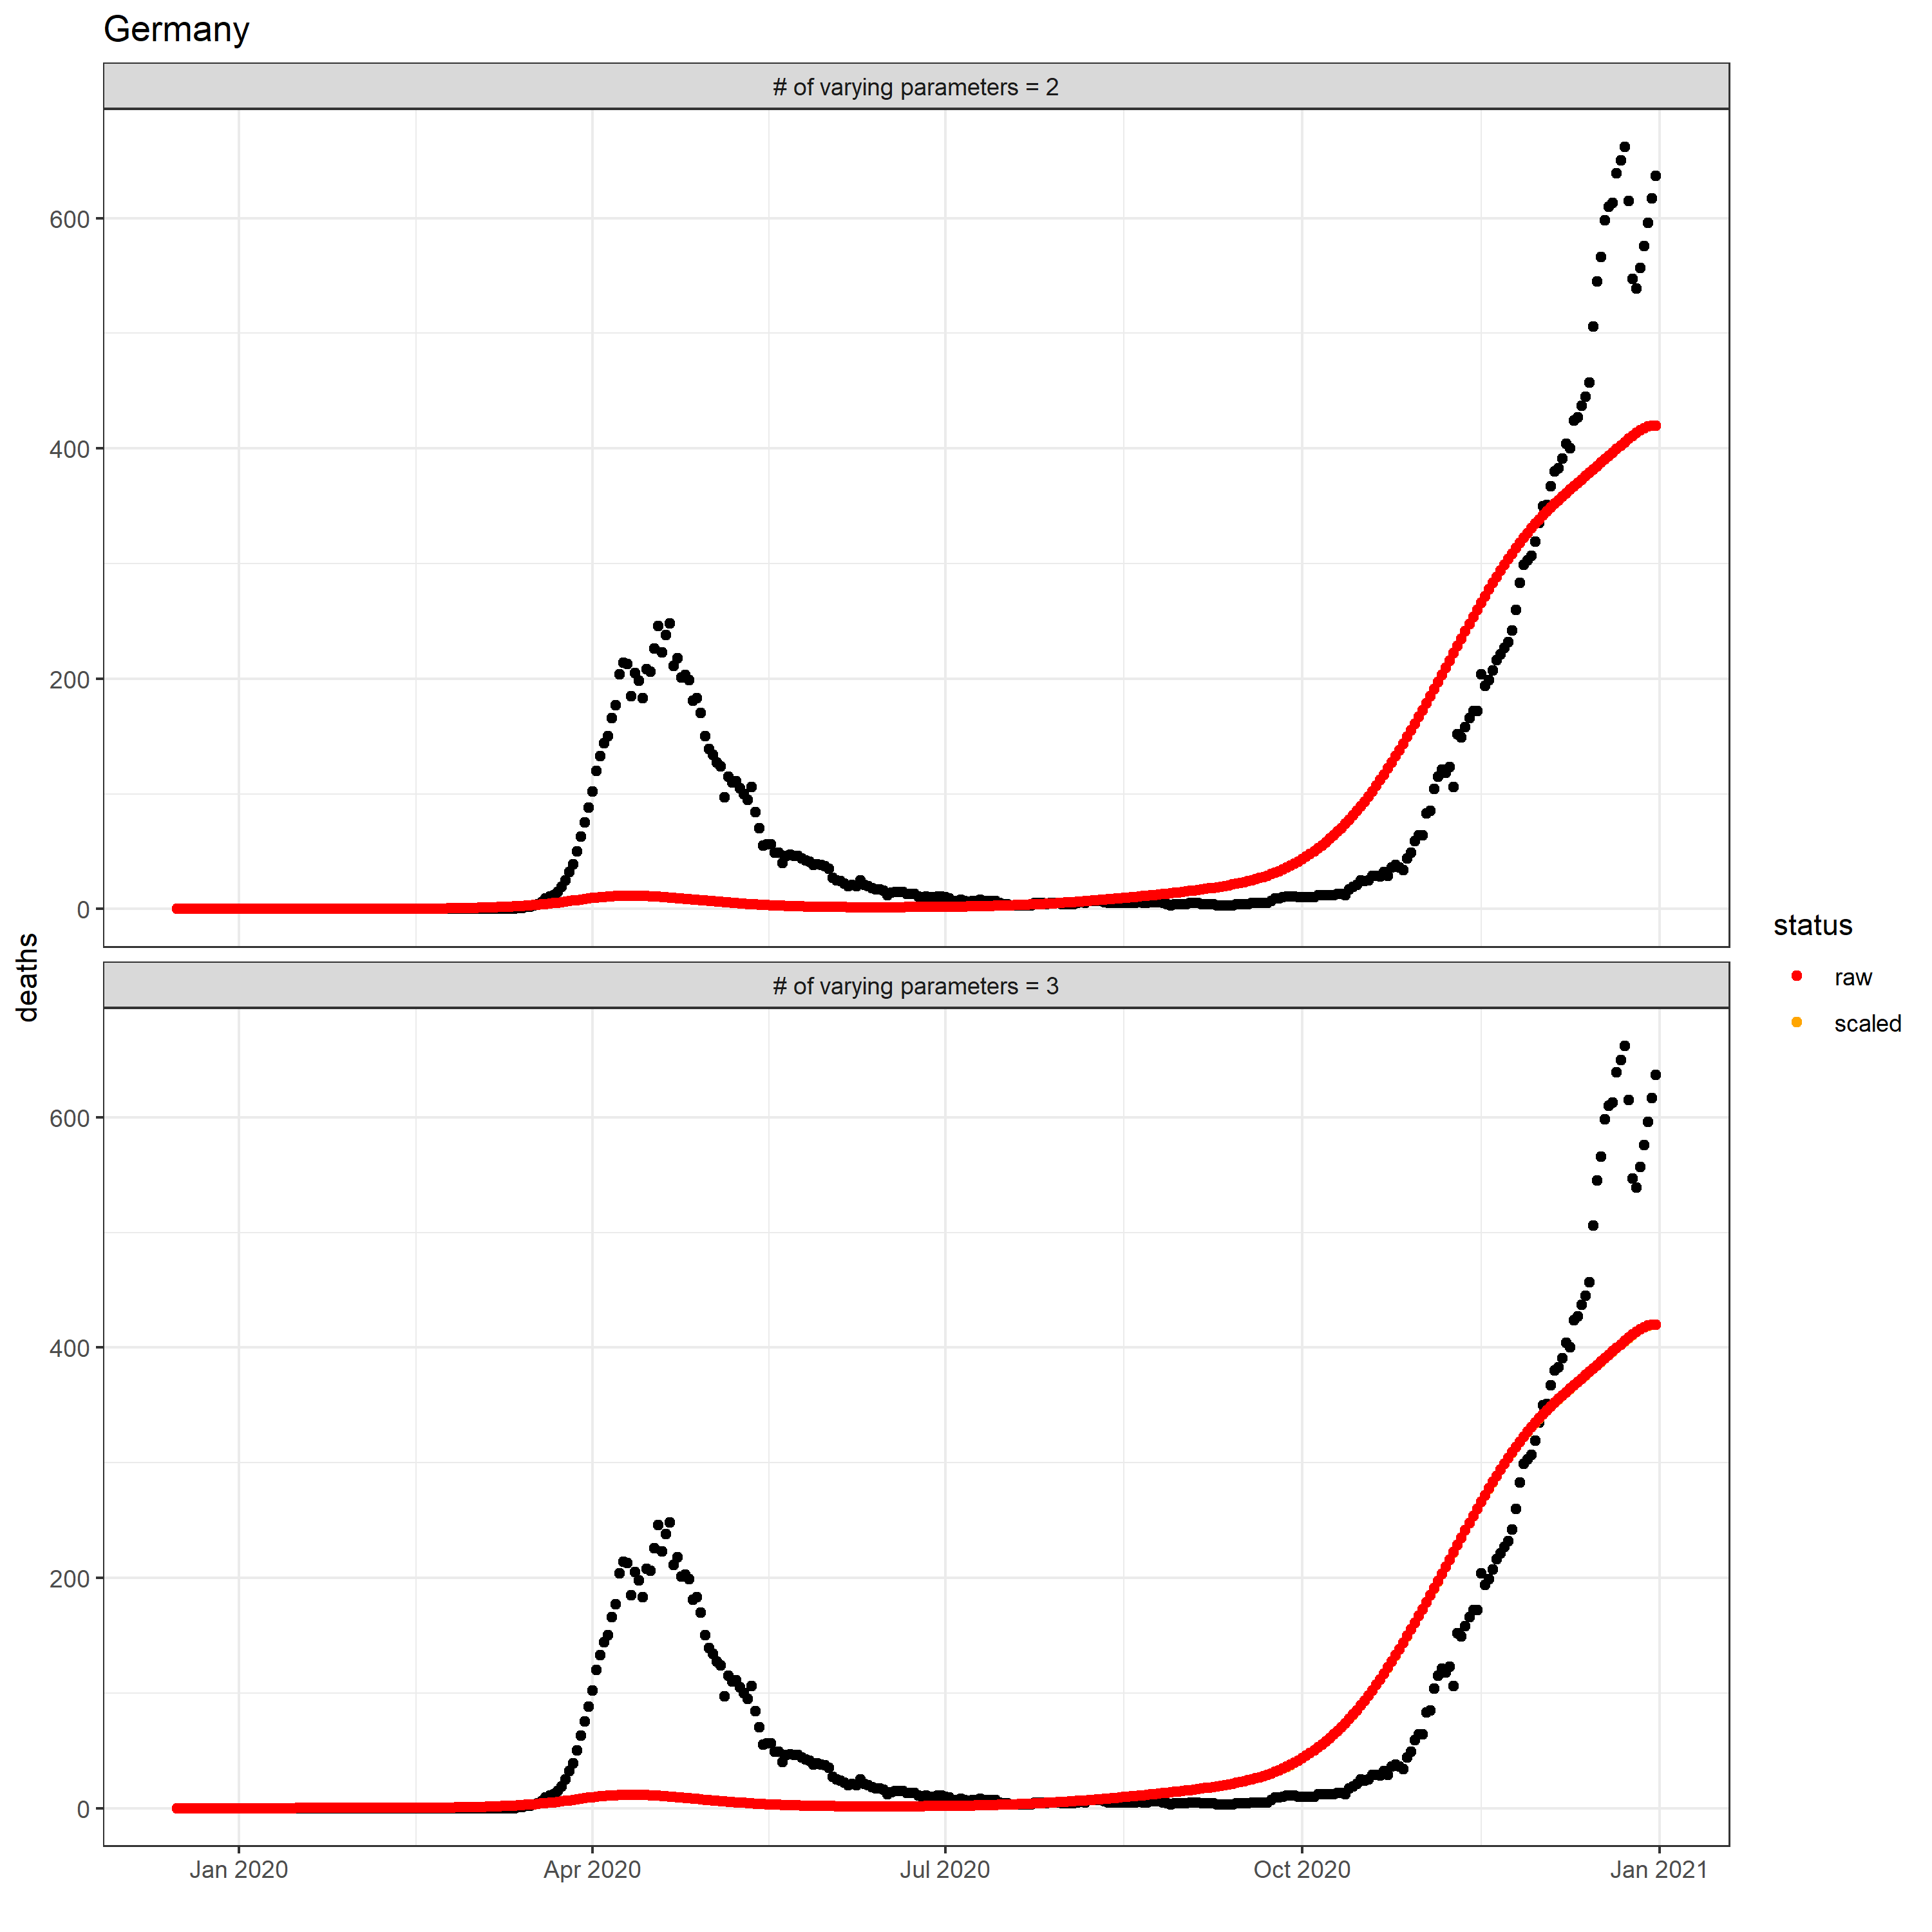 Germany
# of varying parameters = 2
600
400
200
0
deaths
status
raw
scaled
# of varying parameters = 3
600
400
200
0
Jan 2020
Apr 2020
Jul 2020
Oct 2020
Jan 2021